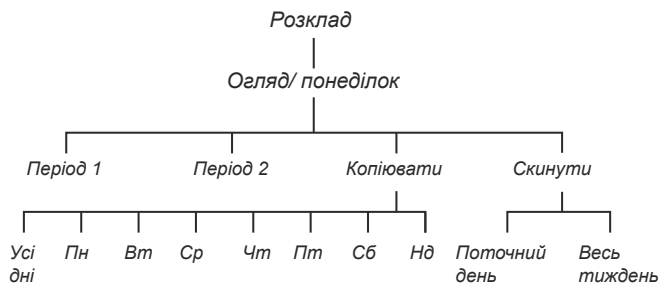 Розклад
Огляд/ понеділок
Період 1 Період 2 Копіювати Скинути
Усі дні Пн Вт Ср Чт Пт Сб Нд Поточний день Весь тиждень